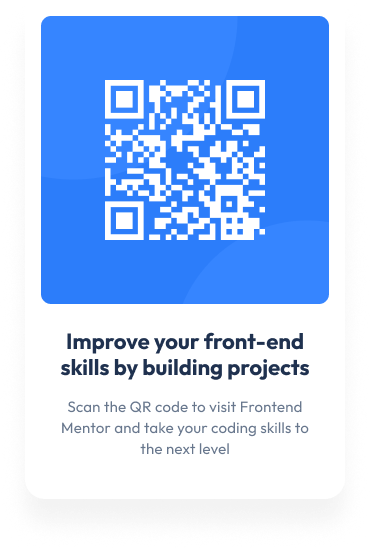 Improve your front-end
skills by building projects
Scan the QR code to visit Frontend
Mentor and take your coding skills to
the next level